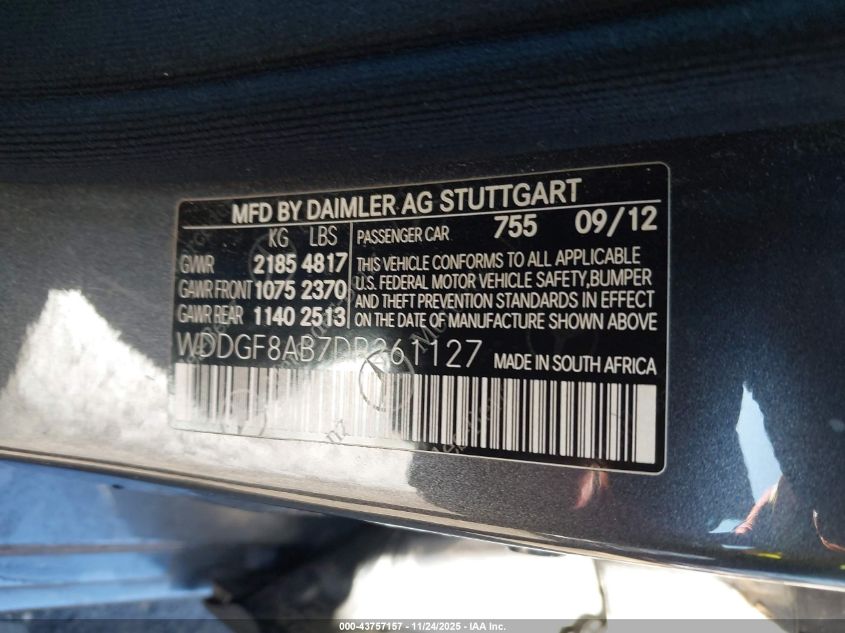 MFD BY DAIMLER AG STUTTGART
KG LBS PASSENGER CAR 755 09/12
GVWR 2185 4817
GAWR FRONT 1075 2370
GAWR REAR 1140 2513
THIS VEHICLE CONFORMS TO ALL APPLICABLE
U.S. FEDERAL MOTOR VEHICLE SAFETY,BUMPER
AND THEFT PREVENTION STANDARDS IN EFFECT
ON THE DATE OF MANUFACTURE SHOWN ABOVE
WDDGF8AB7DR261127 MADE IN SOUTH AFRICA
000-43757157 - 11/24/2025 - IAA Inc.